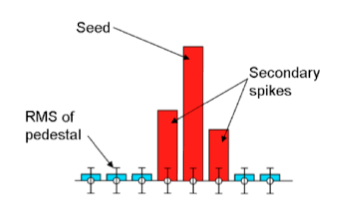 Seed
Secondary
spikes
RMS of
pedestal